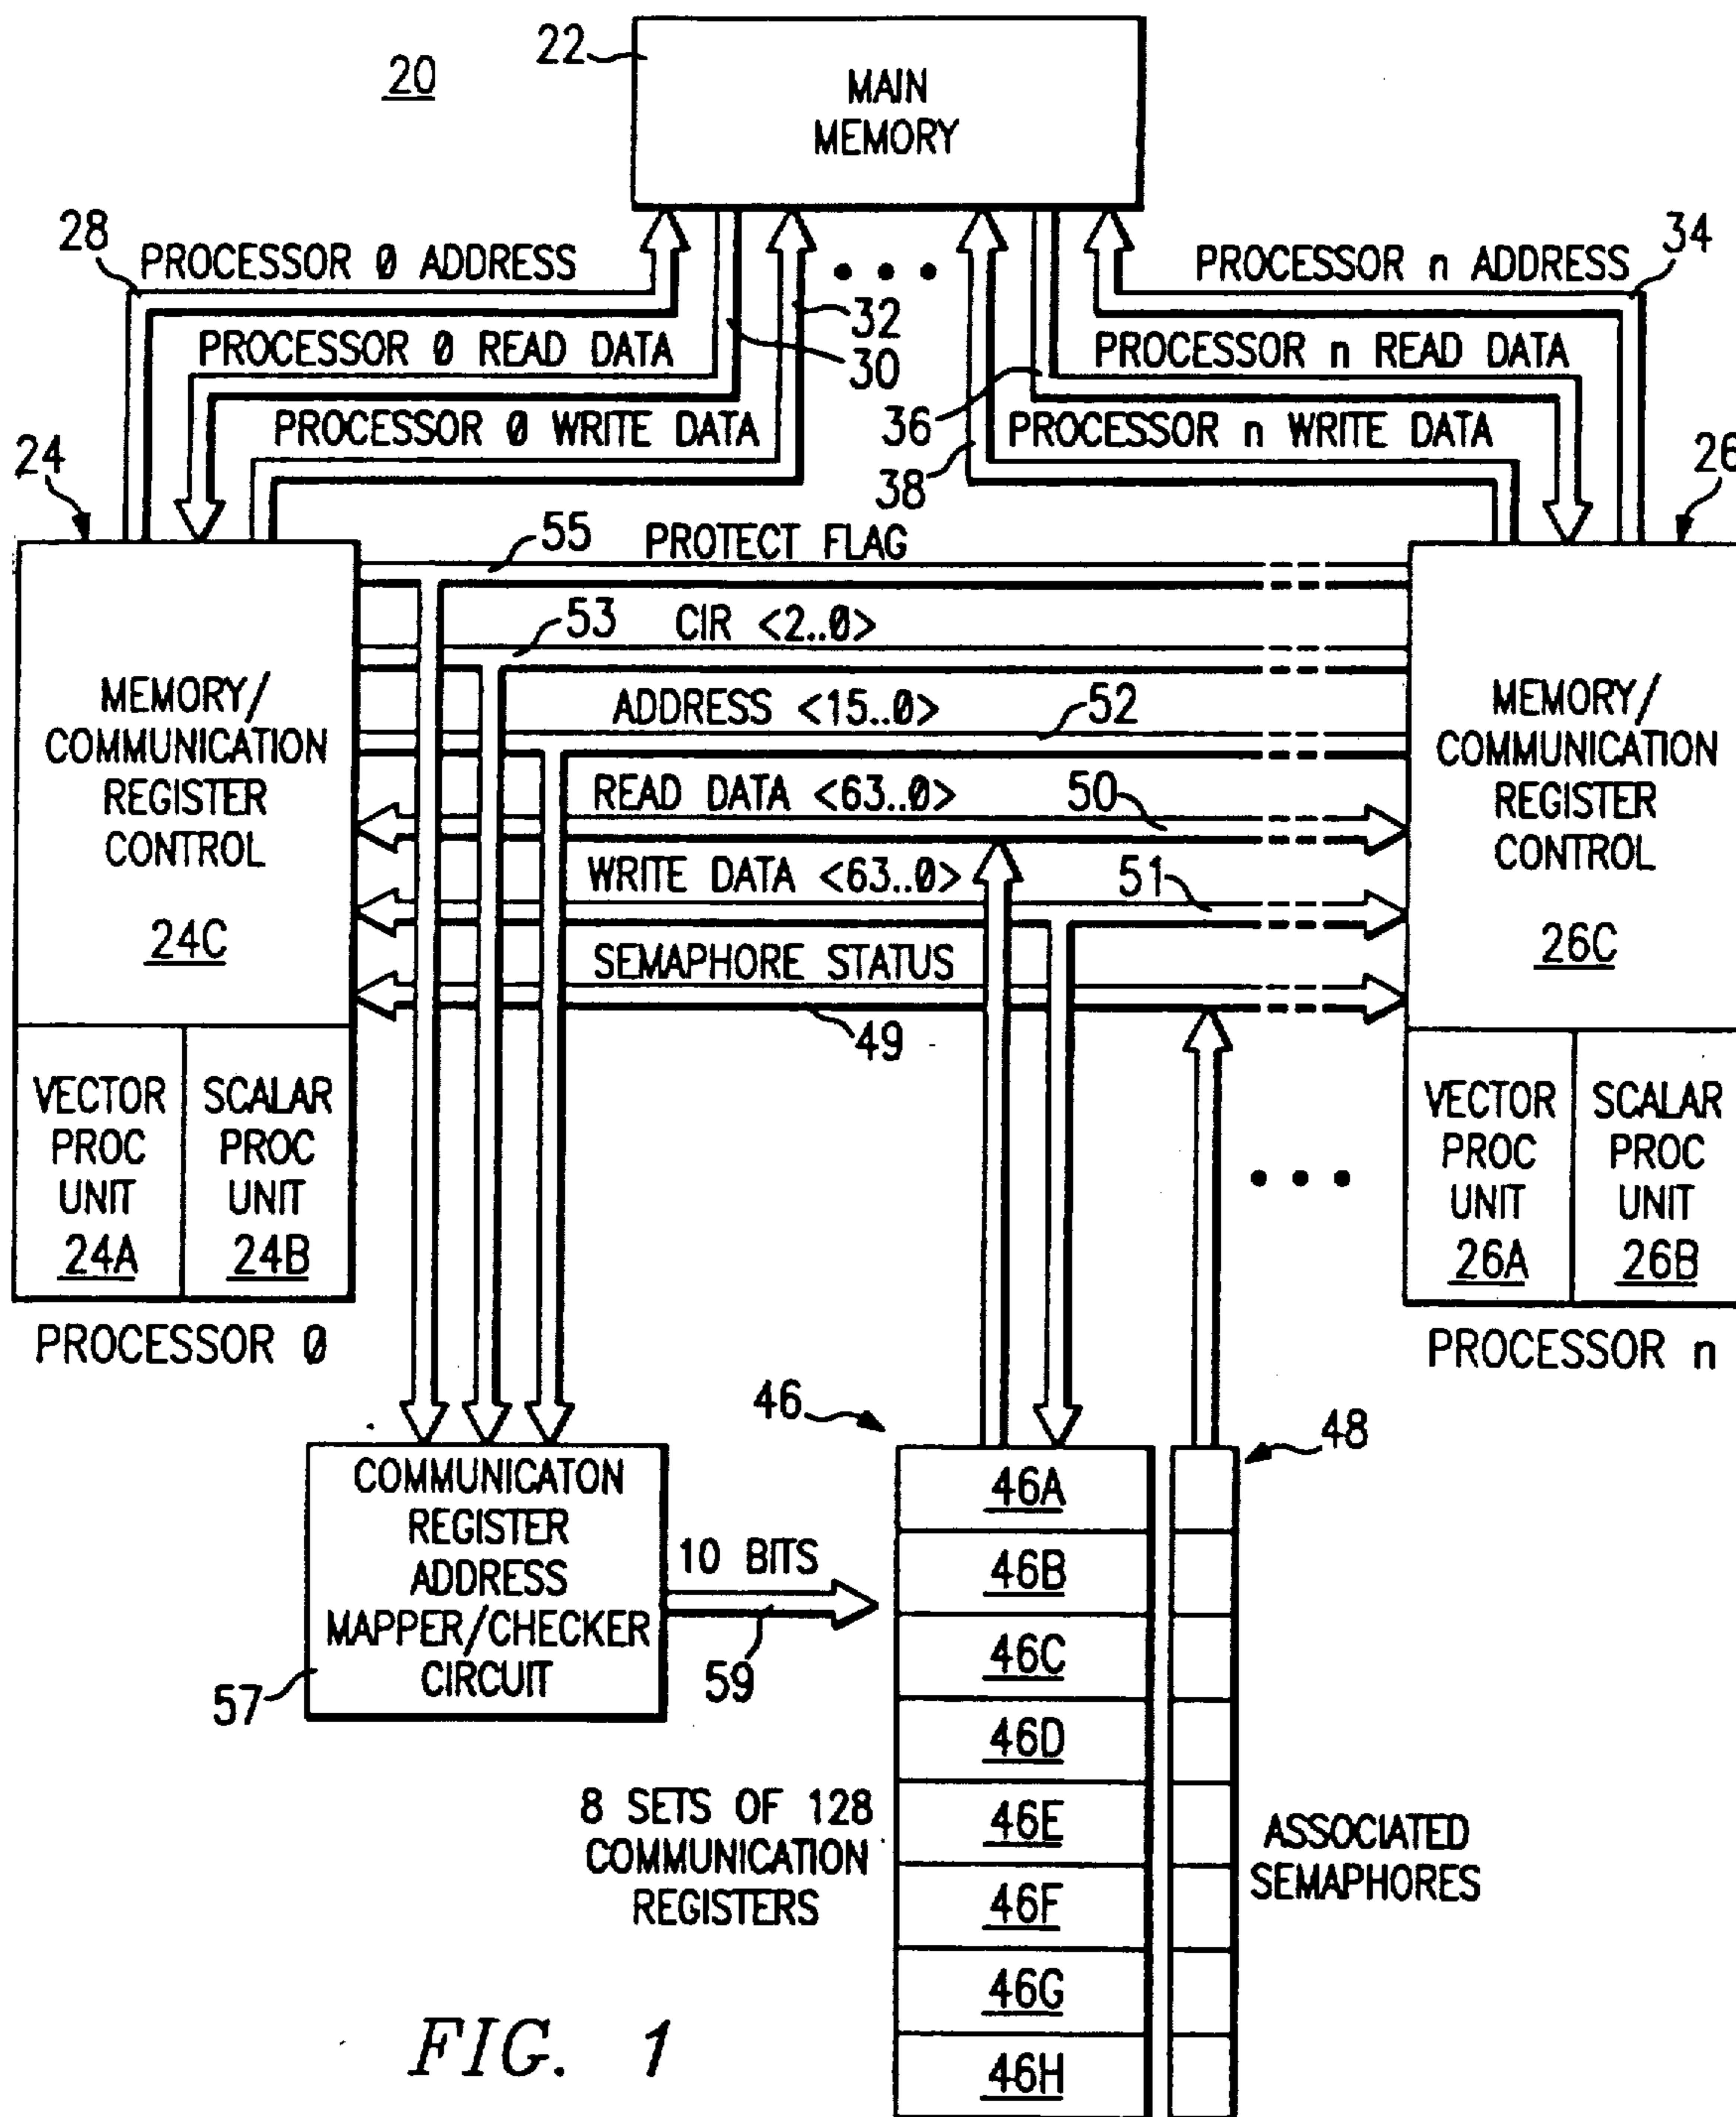 20
22
MAIN
MEMORY
28
PROCESSOR 0 ADDRESS
PROCESSOR n ADDRESS
34
PROCESSOR 0 READ DATA
32
30
PROCESSOR n READ DATA
PROCESSOR 0 WRITE DATA
36
38
PROCESSOR n WRITE DATA
24
26
55
PROTECT FLAG
53
CIR <2..0>
ADDRESS <15..0>
52
READ DATA <63..0>
50
WRITE DATA <63..0>
51
SEMAPHORE STATUS
49
MEMORY/
COMMUNICATION
REGISTER
CONTROL
24C
MEMORY/
COMMUNICATION
REGISTER
CONTROL
26C
VECTOR
PROC
UNIT
24A
SCALAR
PROC
UNIT
24B
VECTOR
PROC
UNIT
26A
SCALAR
PROC
UNIT
26B
PROCESSOR 0
PROCESSOR n
COMMUNICATON
REGISTER
ADDRESS
MAPPER/CHECKER
CIRCUIT
57
10 BITS
59
46
48
46A
46B
46C
46D
46E
46F
46G
46H
8 SETS OF 128
COMMUNICATION
REGISTERS
ASSOCIATED
SEMAPHORES
FIG. 1